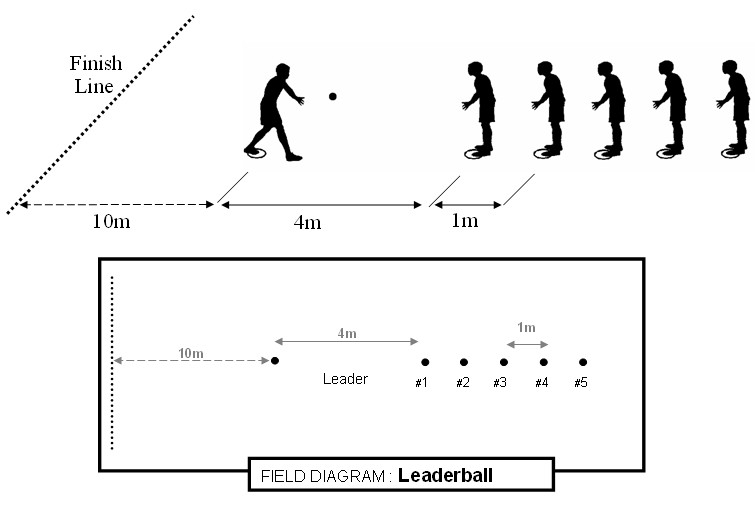 Finish
Line
10m
4m
1m
4m
1m
10m
Leader
#1
#2
#3
#4
#5
FIELD DIAGRAM : Leaderball